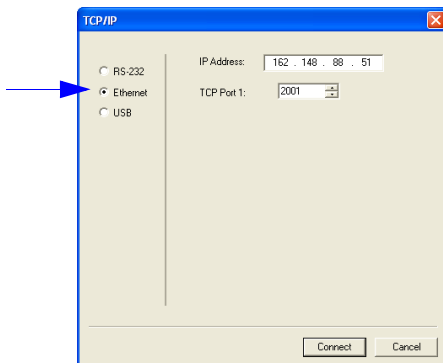 TCP/IP
RS-232
Ethernet
USB
IP Address: 162 . 148 . 88 . 51
TCP Port 1: 2001
Connect Cancel